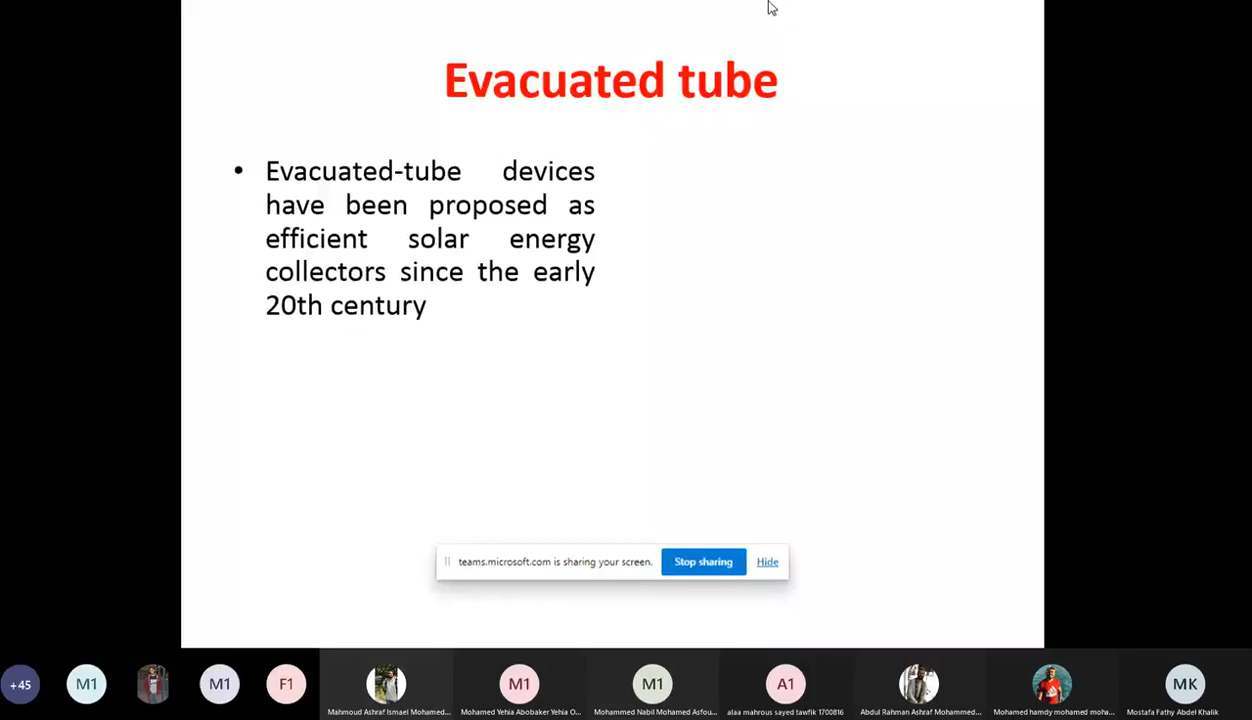 Evacuated tube
• Evacuated-tube devices
have been proposed as
efficient solar energy
collectors since the early
20th century
teams.microsoft.com is sharing your screen. Stop sharing Hide
+45 M1 M1 F1 M1 M1 A1 MK
Mahmoud Ashraf Ismael Mohamed... Mohamed Yehia Abobaker Yehia O... Mohammed Nabil Mohamed Asfou... alaa mahrous sayed tawfik 1700816 Abdul Rahman Ashraf Mohammed... Mohamed hamdy mohamed moha... Mostafa Fathy Abdel Khalik